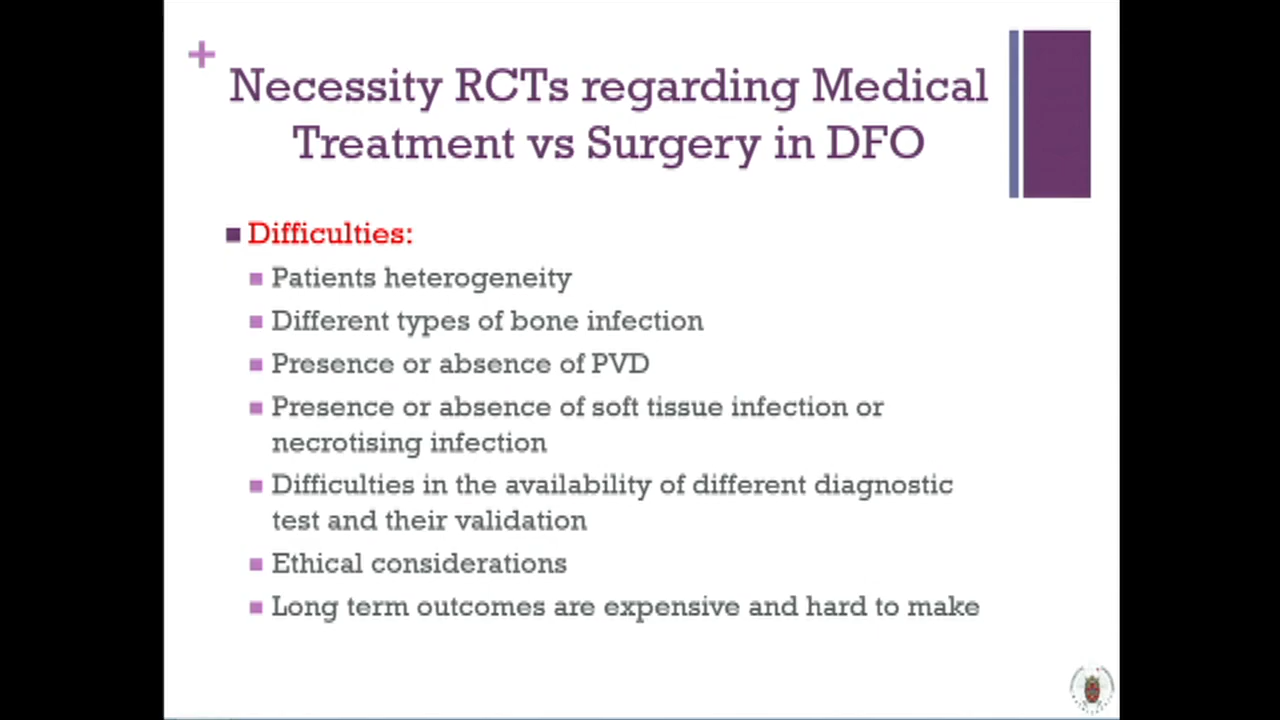 +
Necessity RCTs regarding Medical
Treatment vs Surgery in DFO
Difficulties:
Patients heterogeneity
Different types of bone infection
Presence or absence of PVD
Presence or absence of soft tissue infection or
necrotising infection
Difficulties in the availability of different diagnostic
test and their validation
Ethical considerations
Long term outcomes are expensive and hard to make